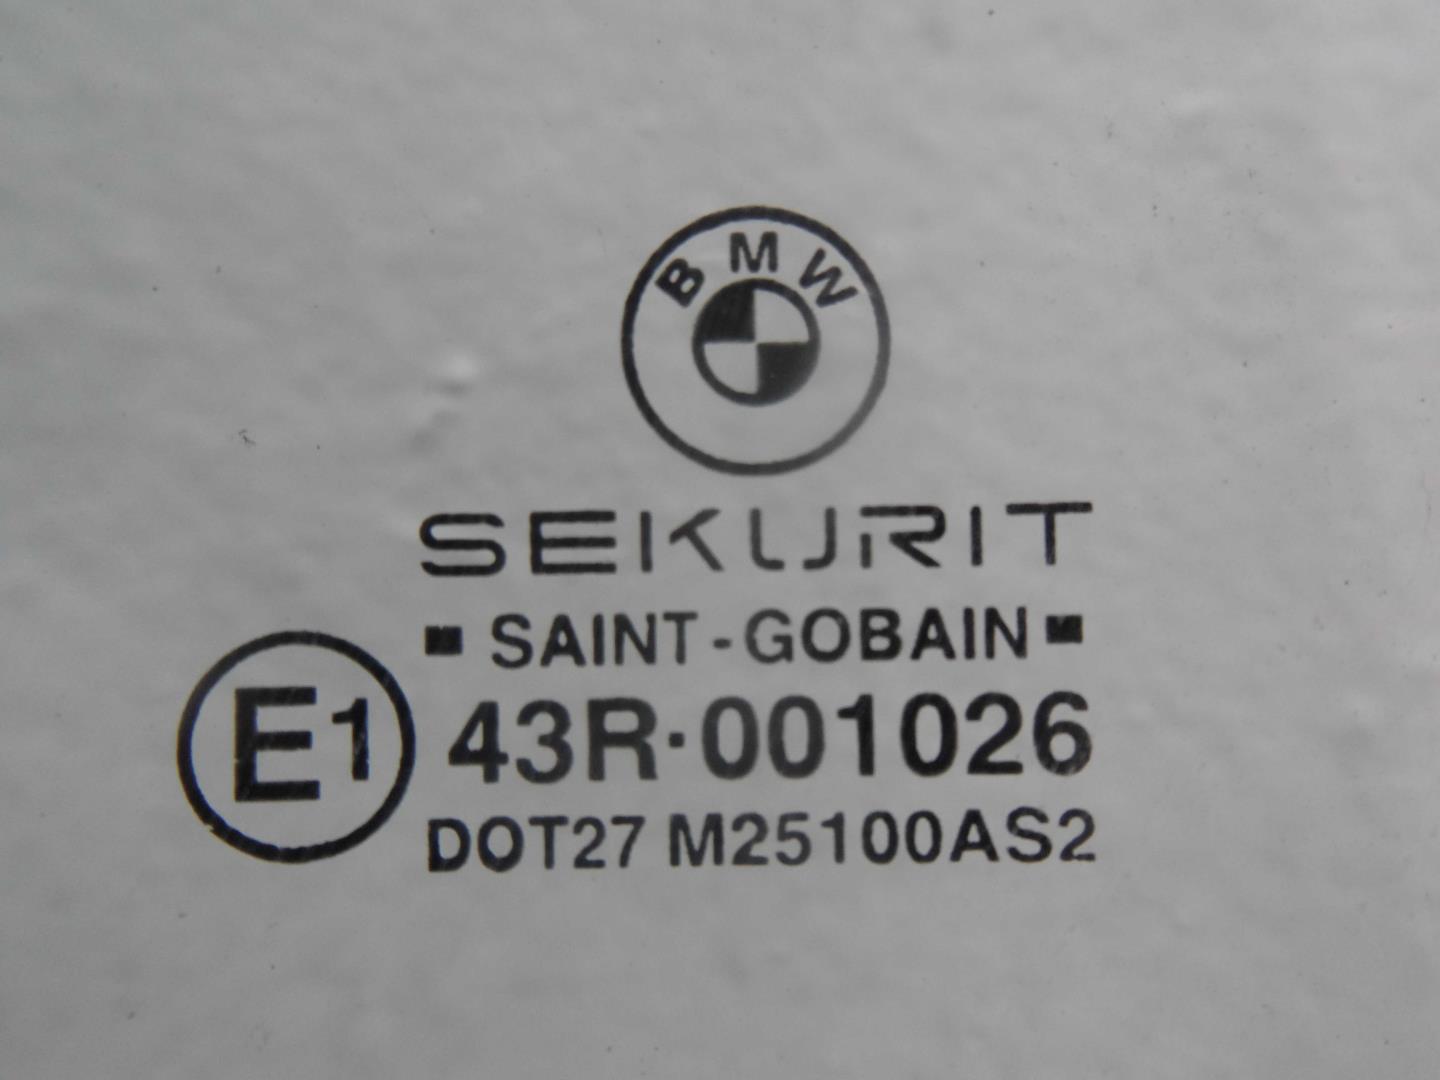 BMW
SEKURIT
SAINT-GOBAIN
E1 43R·001026
DOT27 M25100AS2